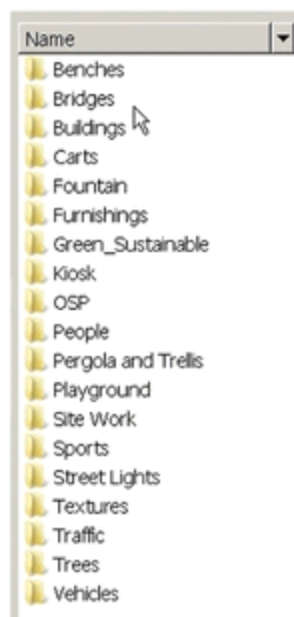 Name
Benches
Bridges
Buildings
Carts
Fountain
Furnishings
Green_Sustainable
Kiosk
OSP
People
Pergola and Trellis
Playground
Site Work
Sports
Street Lights
Textures
Traffic
Trees
Vehicles